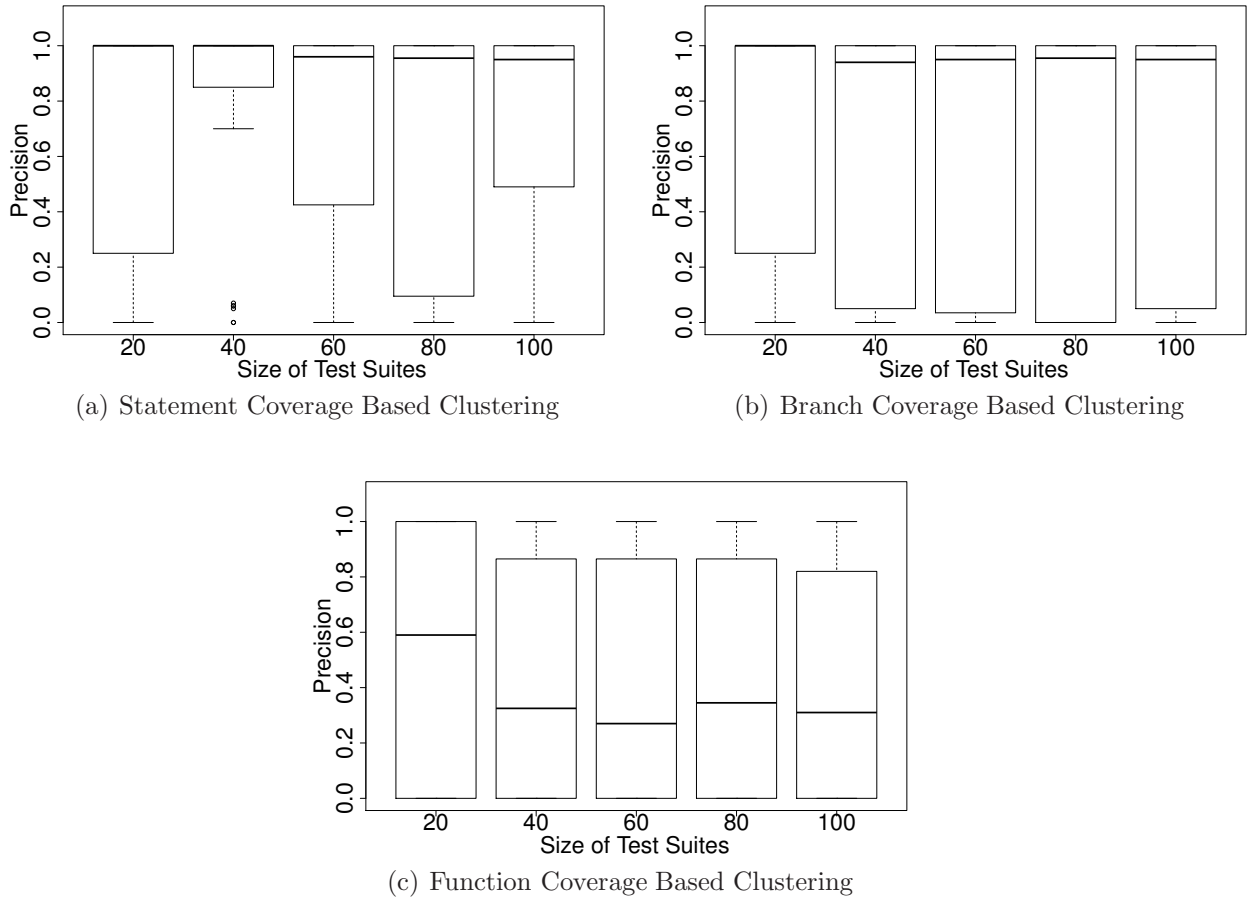 Precision
0.0 0.2 0.4 0.6 0.8 1.0
20 40 60 80 100
Size of Test Suites
(a) Statement Coverage Based Clustering
Precision
0.0 0.2 0.4 0.6 0.8 1.0
20 40 60 80 100
Size of Test Suites
(b) Branch Coverage Based Clustering
Precision
0.0 0.2 0.4 0.6 0.8 1.0
20 40 60 80 100
Size of Test Suites
(c) Function Coverage Based Clustering